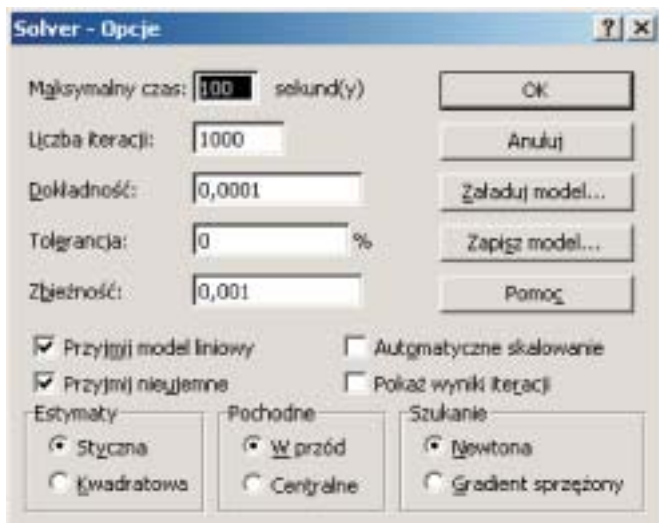 Solver - Opcje
Maksymalny czas: 100 sekund(y) OK
Liczba iteracji: 1000 Anuluj
Dokładność: 0,0001 Załaduj model...
Tolerancja: 0 % Zapisz model...
Zbieżność: 0,001 Pomoc
Przyjmij model liniowy Automatyczne skalowanie
Przyjmij nieujemne Pokaż wyniki iteracji
Estymaty Pochodne Szukanie
Styczna W przód Newtona
Kwadratowa Centralne Gradient sprzężony